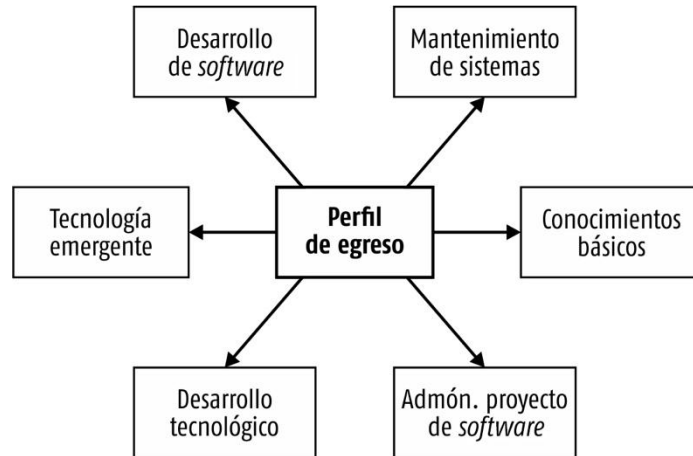 Desarrollo
de software
Mantenimiento
de sistemas
Tecnología
emergente
Perfil
de egreso
Conocimientos
básicos
Desarrollo
tecnológico
Admón. proyecto
de software